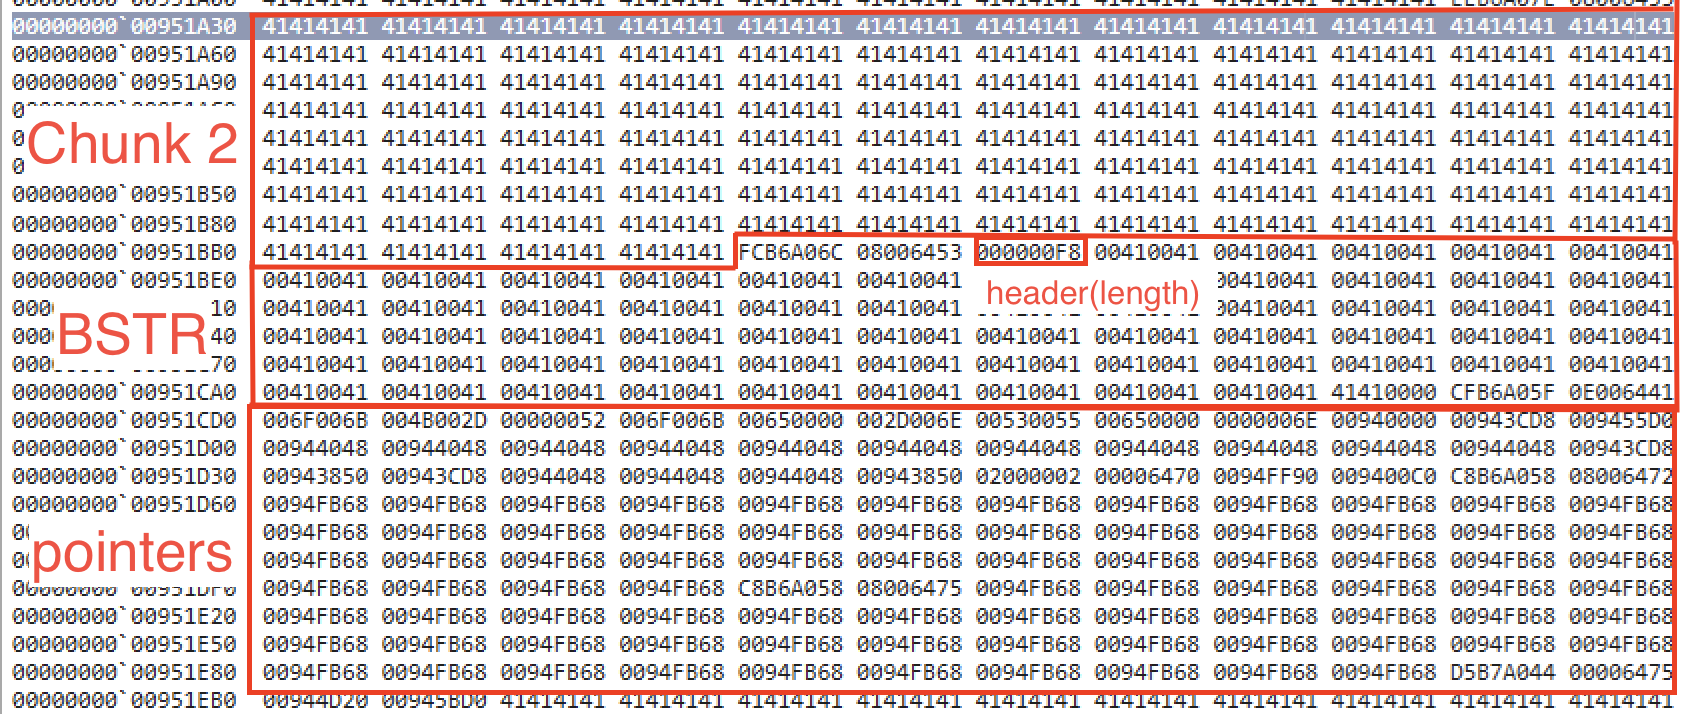 00000000`00951A30 41414141 41414141 41414141 41414141 41414141 41414141 41414141 41414141 41414141 41414141 41414141 41414141
00000000`00951A60 41414141 41414141 41414141 41414141 41414141 41414141 41414141 41414141 41414141 41414141 41414141 41414141
00000000`00951A90 41414141 41414141 41414141 41414141 41414141 41414141 41414141 41414141 41414141 41414141 41414141 41414141
0 41414141 41414141 41414141 41414141 41414141 41414141 41414141 41414141 41414141 41414141 41414141 41414141
Chunk 2
0 41414141 41414141 41414141 41414141 41414141 41414141 41414141 41414141 41414141 41414141 41414141 41414141
0 41414141 41414141 41414141 41414141 41414141 41414141 41414141 41414141 41414141 41414141 41414141 41414141
00000000`00951B50 41414141 41414141 41414141 41414141 41414141 41414141 41414141 41414141 41414141 41414141 41414141 41414141
00000000`00951B80 41414141 41414141 41414141 41414141 41414141 41414141 41414141 41414141 41414141 41414141 41414141 41414141
00000000`00951BB0 41414141 41414141 41414141 41414141 FCB6A06C 08006453 000000F8 00410041 00410041 00410041 00410041 00410041
00000000`00951BE0 00410041 00410041 00410041 00410041 00410041 00410041 00410041 00410041 00410041 00410041
header(length)
000 10 00410041 00410041 00410041 00410041 00410041 00410041 00410041 00410041 00410041 00410041
BSTR
000 40 00410041 00410041 00410041 00410041 00410041 00410041 00410041 00410041 00410041 00410041 00410041 00410041
000 70 00410041 00410041 00410041 00410041 00410041 00410041 00410041 00410041 00410041 00410041 00410041 00410041
00000000`00951CA0 00410041 00410041 00410041 00410041 00410041 00410041 00410041 00410041 00410041 41410000 CFB6A05F 0E006441
00000000`00951CD0 006F006B 004B002D 00000052 006F006B 00650000 002D006E 00530055 00650000 0000006E 00940000 00943CD8 009455D0
00000000`00951D00 00944048 00944048 00944048 00944048 00944048 00944048 00944048 00944048 00944048 00944048 00944048 00943CD8
00000000`00951D30 00943850 00943CD8 00944048 00944048 00944048 00943850 02000002 00006470 0094FF90 009400C0 C8B6A058 08006472
00000000`00951D60 0094FB68 0094FB68 0094FB68 0094FB68 0094FB68 0094FB68 0094FB68 0094FB68 0094FB68 0094FB68 0094FB68 0094FB68
0094FB68 0094FB68 0094FB68 0094FB68 0094FB68 0094FB68 0094FB68 0094FB68 0094FB68 0094FB68 0094FB68 0094FB68
pointers
0094FB68 0094FB68 0094FB68 0094FB68 0094FB68 0094FB68 0094FB68 0094FB68 0094FB68 0094FB68 0094FB68 0094FB68
00000000`00951DF0 0094FB68 0094FB68 0094FB68 0094FB68 C8B6A058 08006475 0094FB68 0094FB68 0094FB68 0094FB68 0094FB68 0094FB68
00000000`00951E20 0094FB68 0094FB68 0094FB68 0094FB68 0094FB68 0094FB68 0094FB68 0094FB68 0094FB68 0094FB68 0094FB68 0094FB68
00000000`00951E50 0094FB68 0094FB68 0094FB68 0094FB68 0094FB68 0094FB68 0094FB68 0094FB68 0094FB68 0094FB68 0094FB68 0094FB68
00000000`00951E80 0094FB68 0094FB68 0094FB68 0094FB68 0094FB68 0094FB68 0094FB68 0094FB68 0094FB68 0094FB68 D5B7A044 00006475
00000000`00951EB0 00944D20 00945BD0 41414141 41414141 41414141 41414141 41414141 41414141 41414141 41414141 41414141 41414141